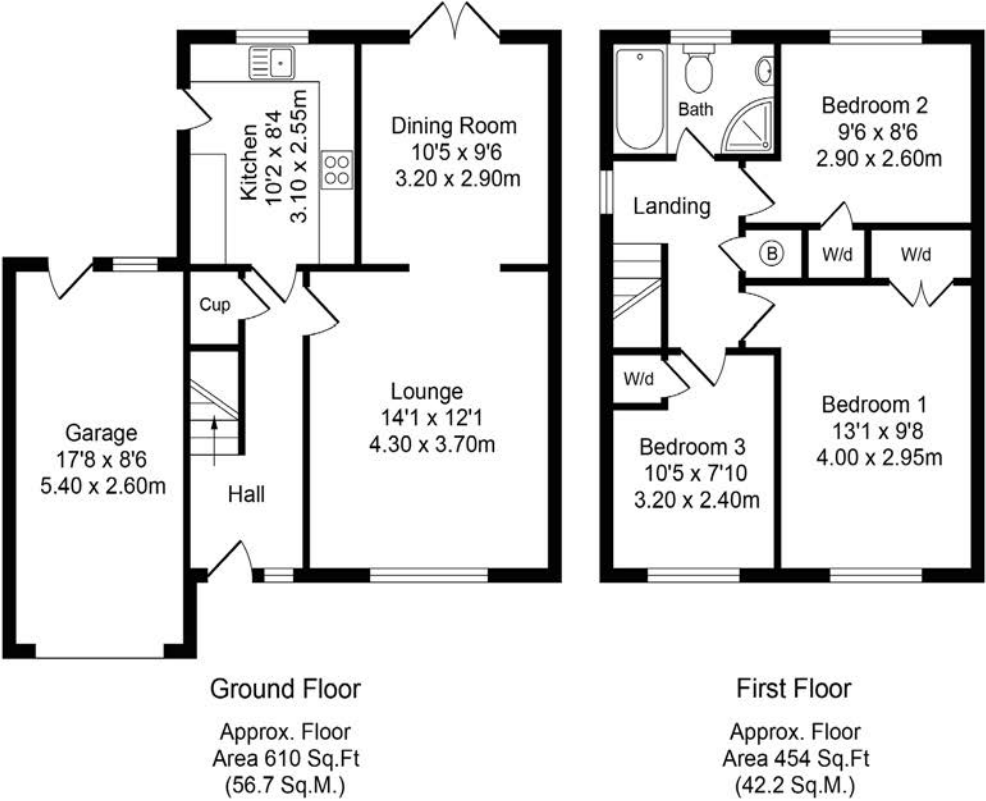 Kitchen
10'2 x 8'4
3.10 x 2.55m
Dining Room
10'5 x 9'6
3.20 x 2.90m
Cup
Lounge
14'1 x 12'1
4.30 x 3.70m
Garage
17'8 x 8'6
5.40 x 2.60m
Hall
Ground Floor
Approx. Floor
Area 610 Sq.Ft
(56.7 Sq.M.)
Bath
Bedroom 2
9'6 x 8'6
2.90 x 2.60m
Landing
B
W/d
W/d
W/d
Bedroom 1
13'1 x 9'8
4.00 x 2.95m
Bedroom 3
10'5 x 7'10
3.20 x 2.40m
First Floor
Approx. Floor
Area 454 Sq.Ft
(42.2 Sq.M.)